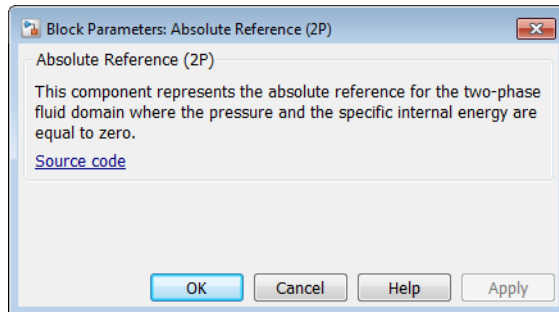 Block Parameters: Absolute Reference (2P)
Absolute Reference (2P)
This component represents the absolute reference for the two-phase
fluid domain where the pressure and the specific internal energy are
equal to zero.
Source code
OK Cancel Help Apply